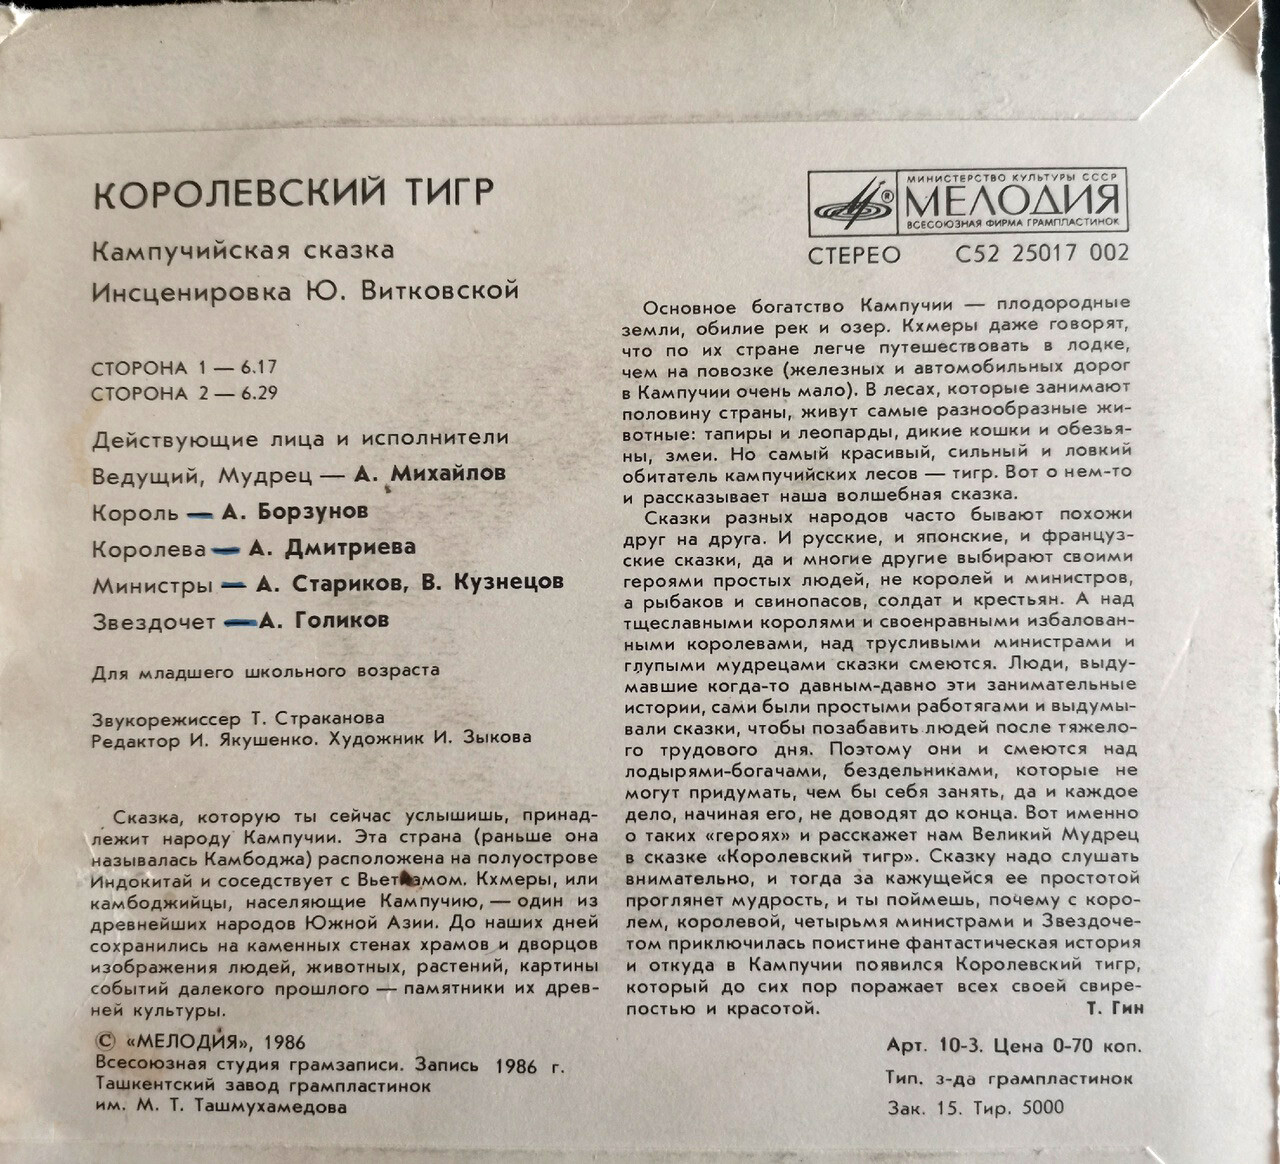 КОРОЛЕВСКИЙ ТИГР
Кампучийская сказка
Инсценировка Ю. Витковской
СТОРОНА 1 — 6.17
СТОРОНА 2 — 6.29
Действующие лица и исполнители
Ведущий, Мудрец — А. Михайлов
Король — А. Борзунов
Королева — А. Дмитриева
Министры — А. Стариков, В. Кузнецов
Звездочет — А. Голиков
Для младшего школьного возраста
Звукорежиссер Т. Страканова
Редактор И. Якушенко. Художник И. Зыкова
Сказка, которую ты сейчас услышишь, принад-
лежит народу Кампучии. Эта страна (раньше она
называлась Камбоджа) расположена на полуострове
Индокитай и соседствует с Вьетнамом. Кхмеры, или
камбоджийцы, населяющие Кампучию, — один из
древнейших народов Южной Азии. До наших дней
сохранились на каменных стенах храмов и дворцов
изображения людей, животных, растений, картины
событий далекого прошлого — памятники их древ-
ней культуры.
© «МЕЛОДИЯ», 1986
Всесоюзная студия грамзаписи. Запись 1986 г.
Ташкентский завод грампластинок
им. М. Т. Ташмухамедова
МИНИСТЕРСТВО КУЛЬТУРЫ СССР
®
МЕЛОДИЯ
ВСЕСОЮЗНАЯ ФИРМА ГРАМПЛАСТИНОК
СТЕРЕО С52 25017 002
Основное богатство Кампучии — плодородные
земли, обилие рек и озер. Кхмеры даже говорят,
что по их стране легче путешествовать в лодке,
чем на повозке (железных и автомобильных дорог
в Кампучии очень мало). В лесах, которые занимают
половину страны, живут самые разнообразные жи-
вотные: тапиры и леопарды, дикие кошки и обезья-
ны, змеи. Но самый красивый, сильный и ловкий
обитатель кампучийских лесов — тигр. Вот о нем-то
и рассказывает наша волшебная сказка.
Сказки разных народов часто бывают похожи
друг на друга. И русские, и японские, и француз-
ские сказки, да и многие другие выбирают своими
героями простых людей, не королей и министров,
а рыбаков и свинопасов, солдат и крестьян. А над
тщеславными королями и своенравными избалован-
ными королевами, над трусливыми министрами и
глупыми мудрецами сказки смеются. Люди, выду-
мавшие когда-то давным-давно эти занимательные
истории, сами были простыми работягами и выдумы-
вали сказки, чтобы позабавить людей после тяжело-
го трудового дня. Поэтому они и смеются над
лодырями-богачами, бездельниками, которые не
могут придумать, чем бы себя занять, да и каждое
дело, начиная его, не доводят до конца. Вот именно
о таких «героях» и расскажет нам Великий Мудрец
в сказке «Королевский тигр». Сказку надо слушать
внимательно, и тогда за кажущейся ее простотой
проглянет мудрость, и ты поймешь, почему с коро-
лем, королевой, четырьмя министрами и Звездоче-
том приключилась поистине фантастическая история
и откуда в Кампучии появился Королевский тигр,
который до сих пор поражает всех своей свире-
постью и красотой. Т. Гин
Арт. 10-3. Цена 0-70 коп.
Тип. з-да грампластинок
Зак. 15. Тир. 5000